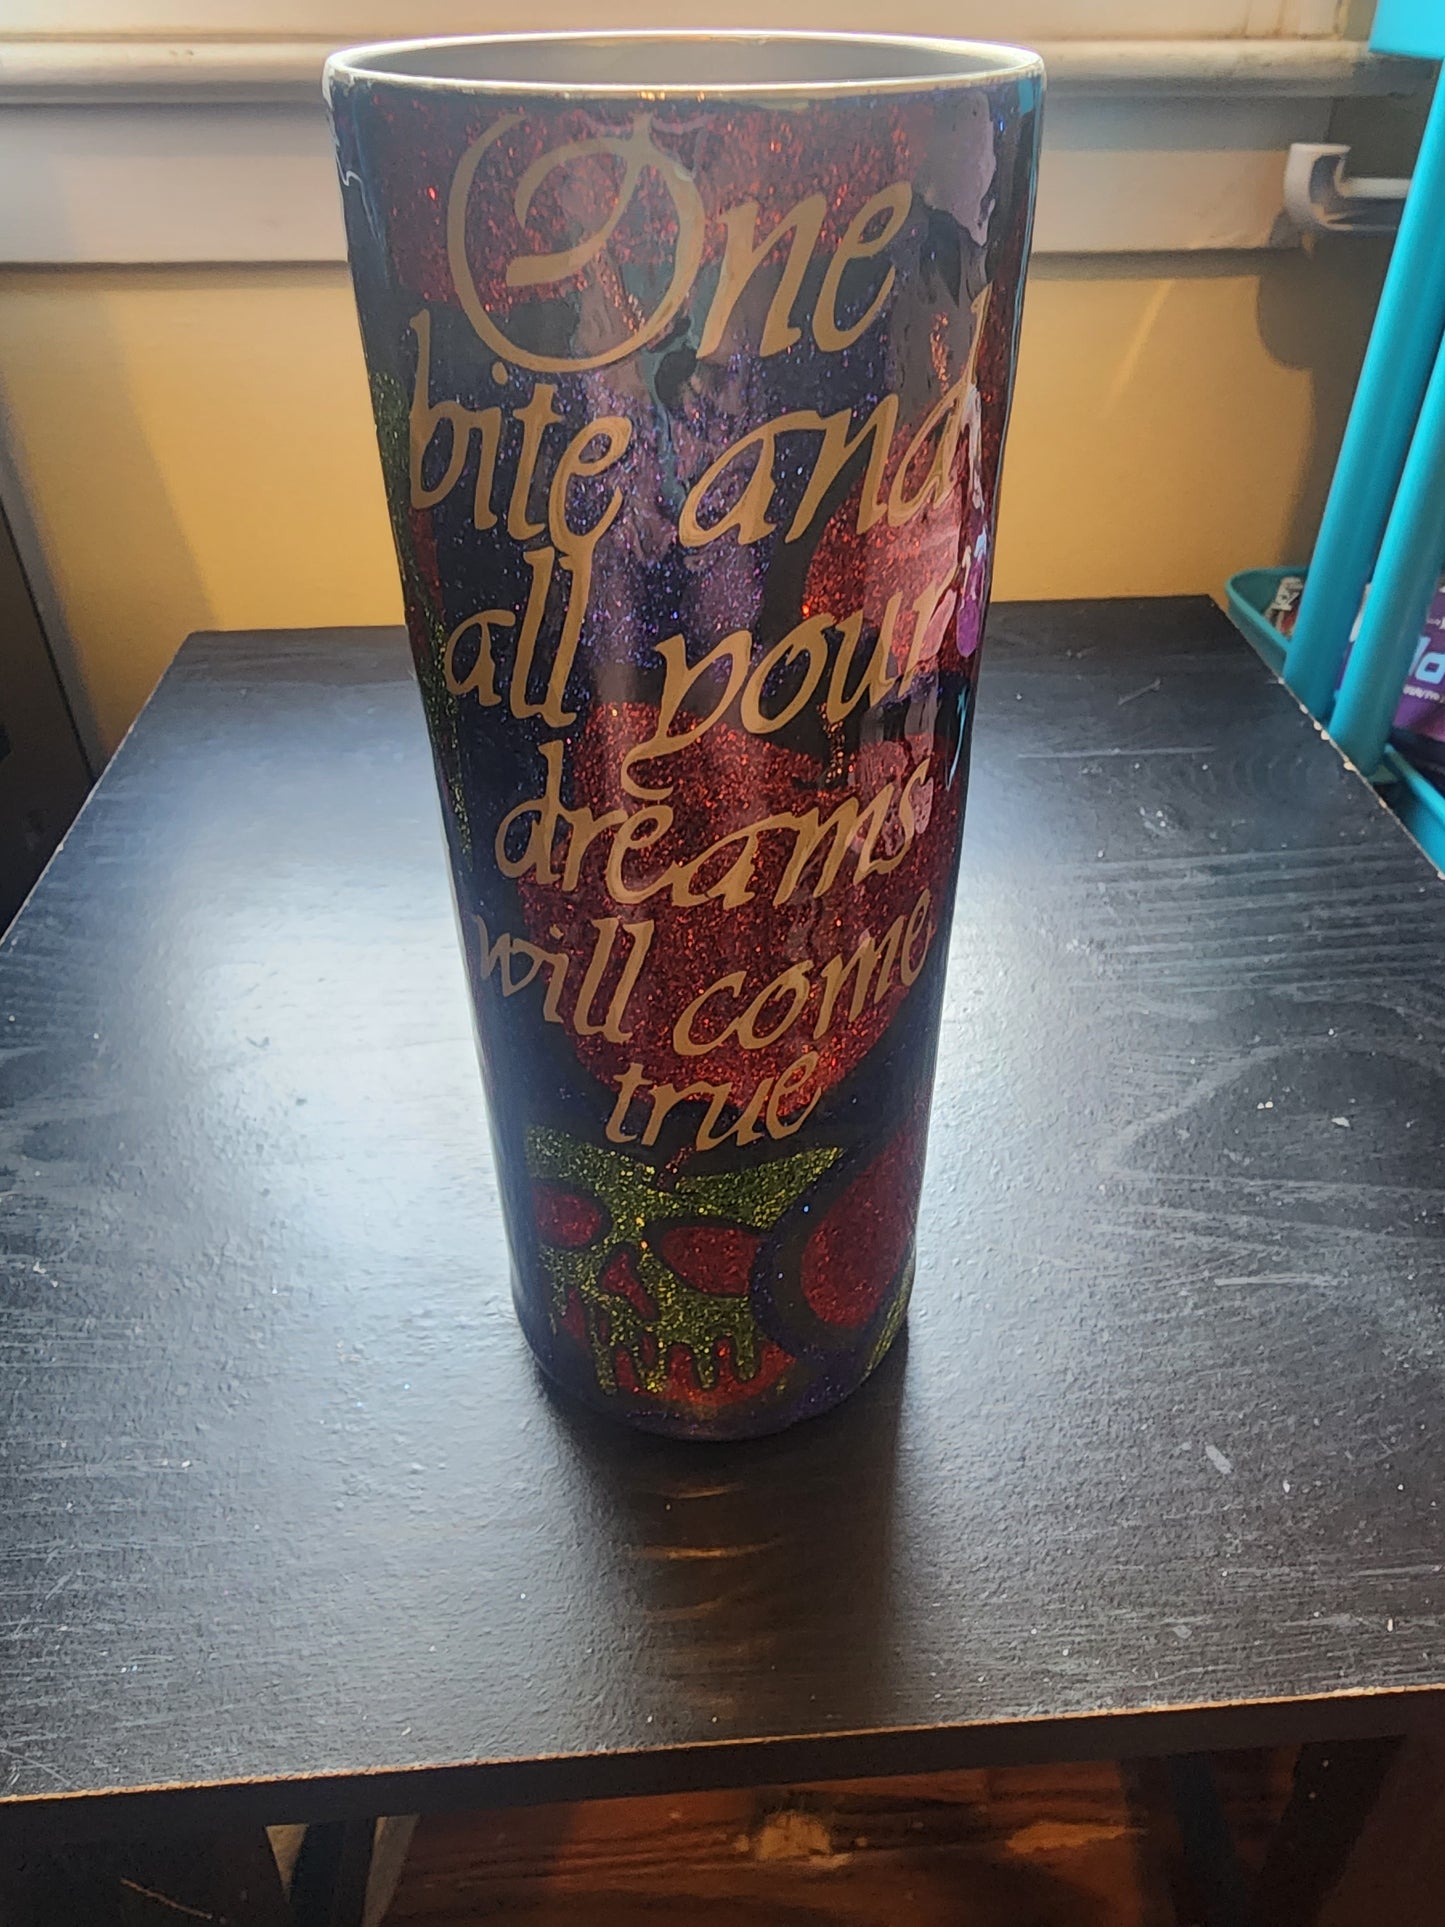 One
bite and
all your
dreams
will come
true